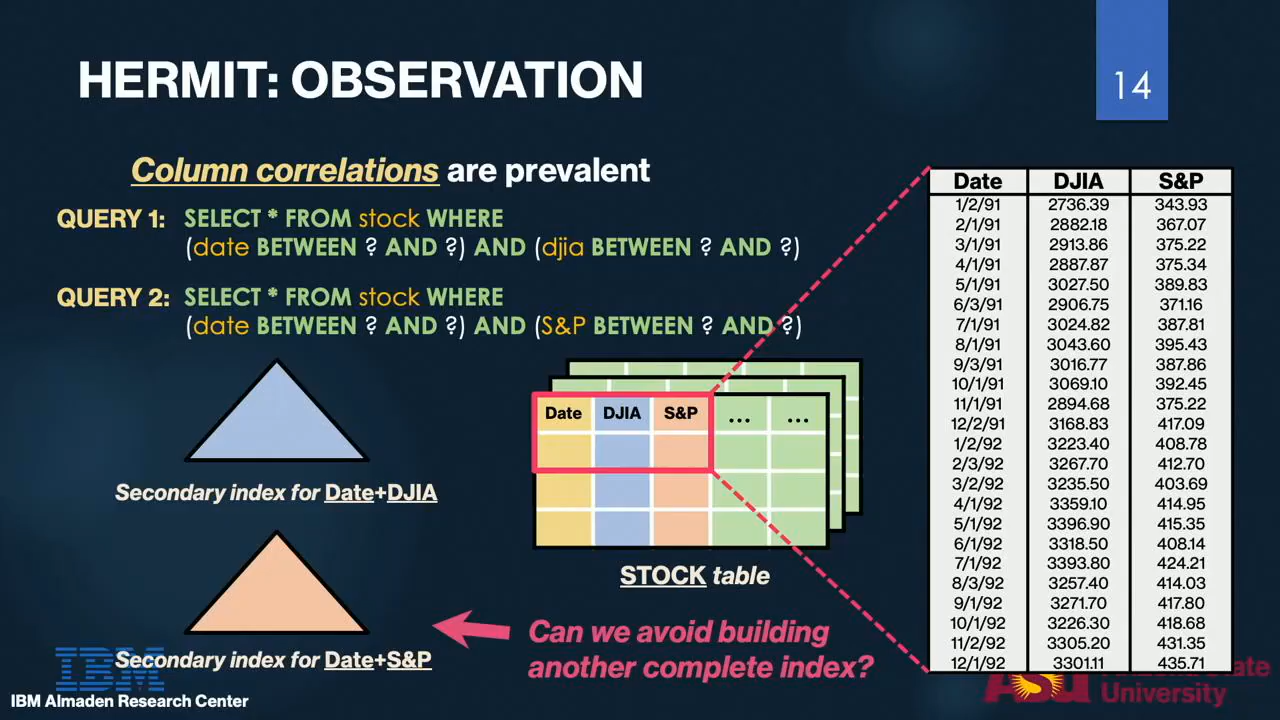 HERMIT: OBSERVATION
14
Column correlations are prevalent
QUERY 1: SELECT * FROM stock WHERE
(date BETWEEN ? AND ?) AND (djia BETWEEN ? AND ?)
QUERY 2: SELECT * FROM stock WHERE
(date BETWEEN ? AND ?) AND (S&P BETWEEN ? AND ?)
Secondary index for Date+DJIA
Secondary index for Date+S&P
Date DJIA S&P ... ...
STOCK table
Can we avoid building
another complete index?
Date DJIA S&P
1/2/91 2736.39 343.93
2/1/91 2882.18 367.07
3/1/91 2913.86 375.22
4/1/91 2887.87 375.34
5/1/91 3027.50 389.83
6/3/91 2906.75 371.16
7/1/91 3024.82 387.81
8/1/91 3043.60 395.43
9/3/91 3016.77 387.86
10/1/91 3069.10 392.45
11/1/91 2894.68 375.22
12/2/91 3168.83 417.09
1/2/92 3223.40 408.78
2/3/92 3267.70 412.70
3/2/92 3235.50 403.69
4/1/92 3359.10 414.95
5/1/92 3396.90 415.35
6/1/92 3318.50 408.14
7/1/92 3393.80 424.21
8/3/92 3257.40 414.03
9/1/92 3271.70 417.80
10/1/92 3226.30 418.68
11/2/92 3305.20 431.35
12/1/92 3301.11 435.71
IBM
IBM Almaden Research Center
ASU
State
University